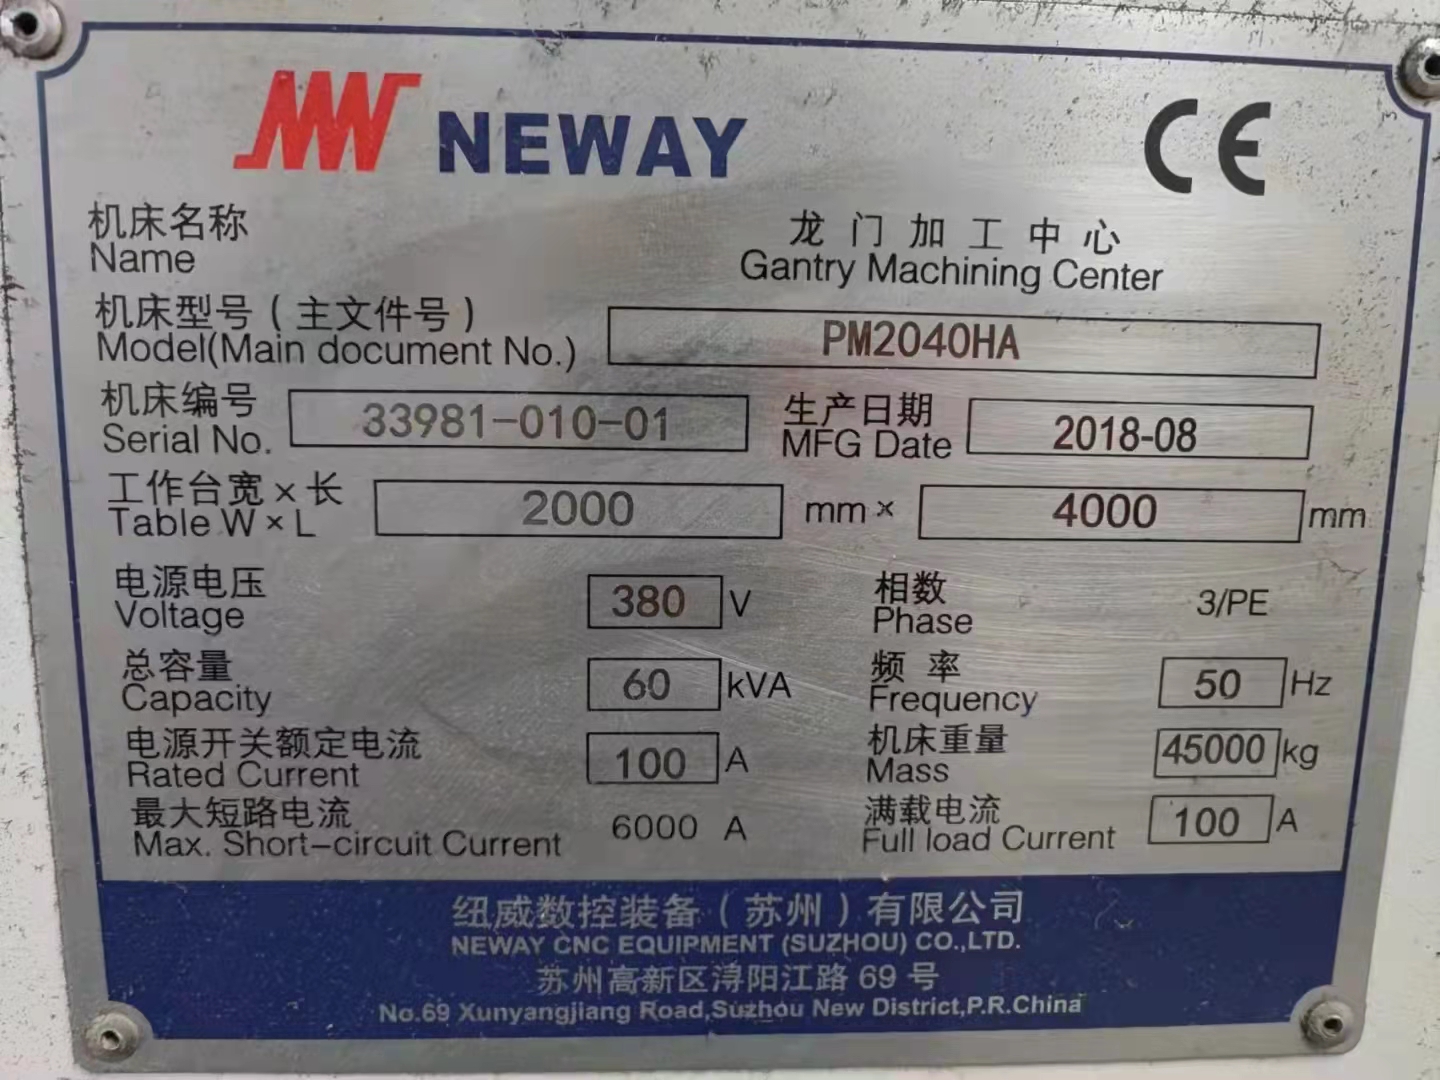 NEWAY CE
机床名称 龙门加工中心
Name Gantry Machining Center
机床型号(主文件号)
Model(Main document No.) PM2040HA
机床编号 生产日期
Serial No. 33981-010-01 MFG Date 2018-08
工作台宽×长
Table W×L 2000 mm× 4000 mm
电源电压 相数
Voltage 380 V Phase 3/PE
总容量 频率
Capacity 60 kVA Frequency 50 Hz
电源开关额定电流 机床重量
Rated Current 100 A Mass 45000 kg
最大短路电流 满载电流
Max. Short-circuit Current 6000 A Full load Current 100 A
纽威数控装备(苏州)有限公司
NEWAY CNC EQUIPMENT (SUZHOU) CO.,LTD.
苏州高新区浔阳江路69号
No.69 Xunyangjiang Road,Suzhou New District,P.R.China